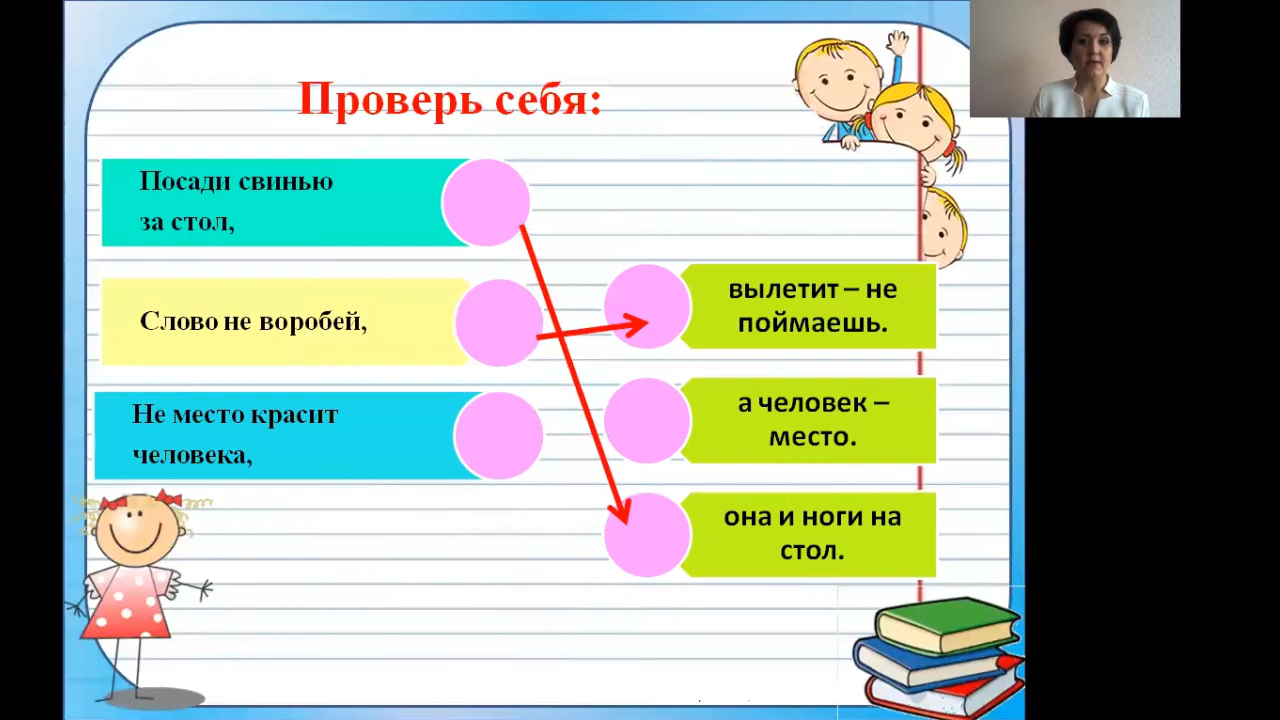 Проверь себя:
Посади свинью
за стол,
Слово не воробей,
Не место красит
человека,
вылетит – не
поймаешь.
а человек –
место.
она и ноги на
стол.